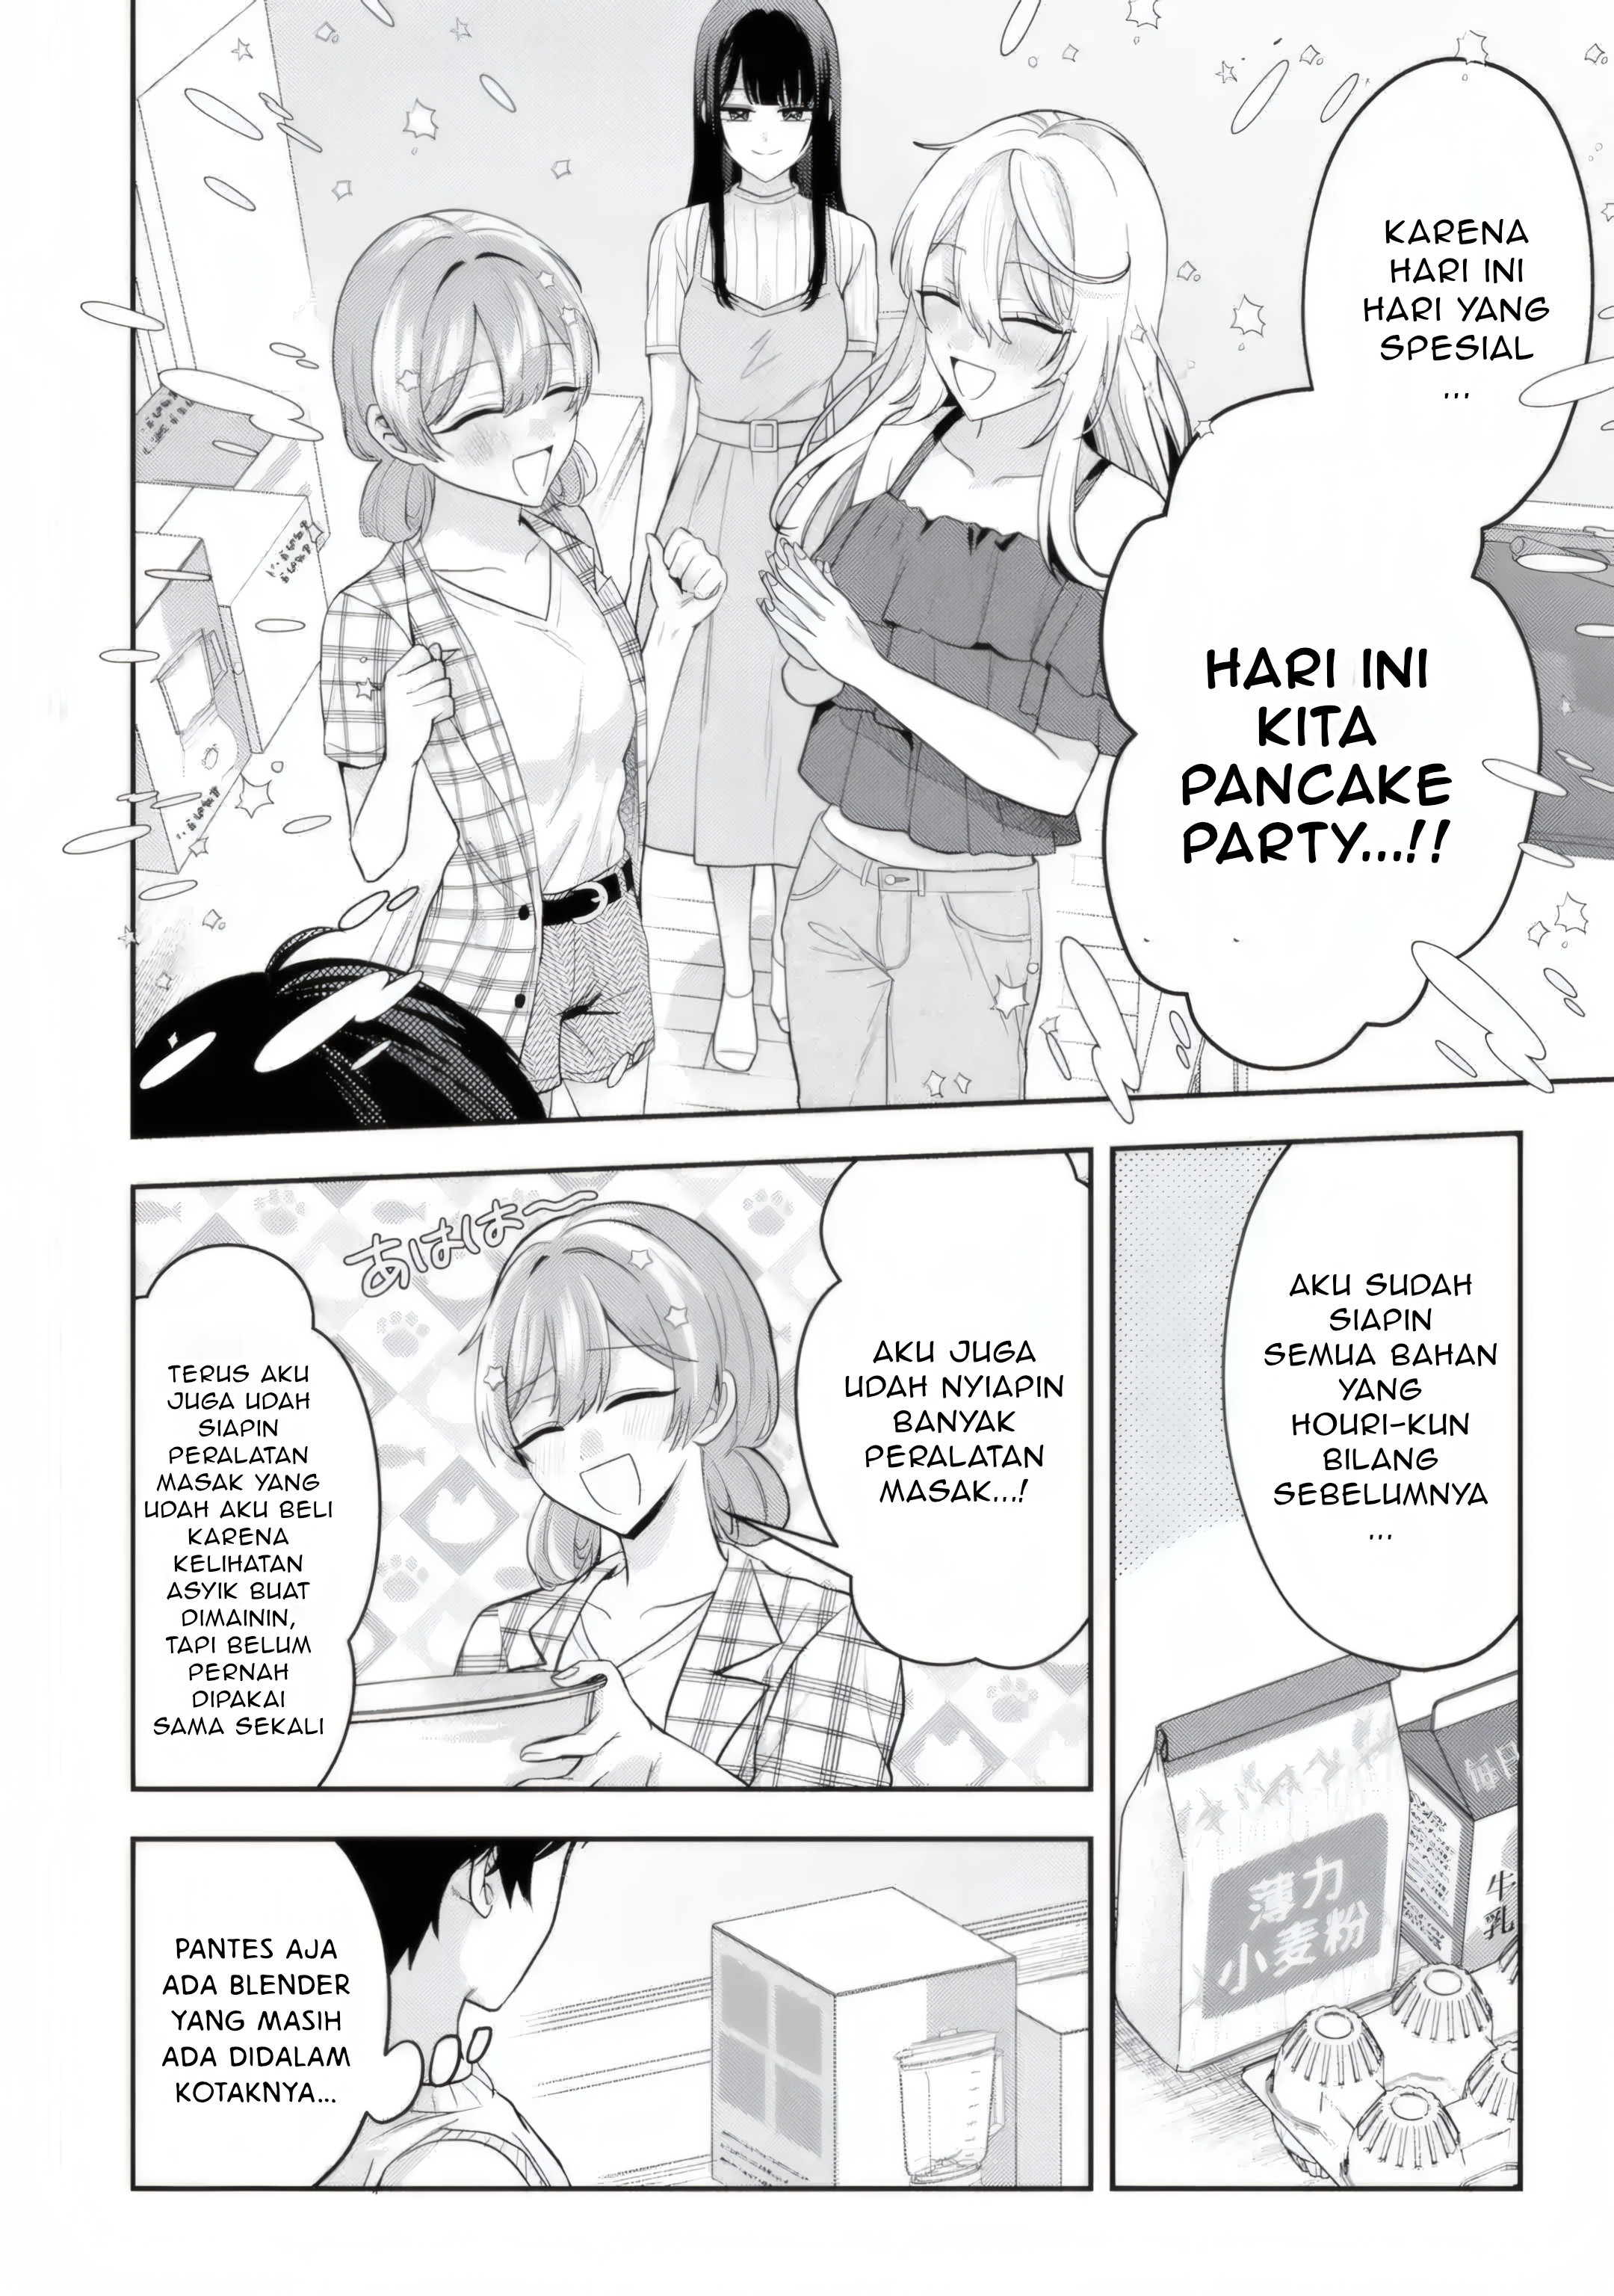 KARENA
HARI INI
HARI YANG
SPESIAL
...
HARI INI
KITA
PANCAKE
PARTY...!!
AKU SUDAH
SIAPIN
SEMUA BAHAN
YANG
HOURI-KUN
BILANG
SEBELUMNYA
...
毎日
牛
乳
薄力
小麦粉
AKU JUGA
UDAH NYIAPIN
BANYAK
PERALATAN
MASAK...!
あはは～
TERUS AKU
JUGA UDAH
SIAPIN
PERALATAN
MASAK YANG
UDAH AKU BELI
KARENA
KELIHATAN
ASYIK BUAT
DIMAININ,
TAPI BELUM
PERNAH
DIPAKAI
SAMA SEKALI
PANTES AJA
ADA BLENDER
YANG MASIH
ADA DIDALAM
KOTAKNYA...